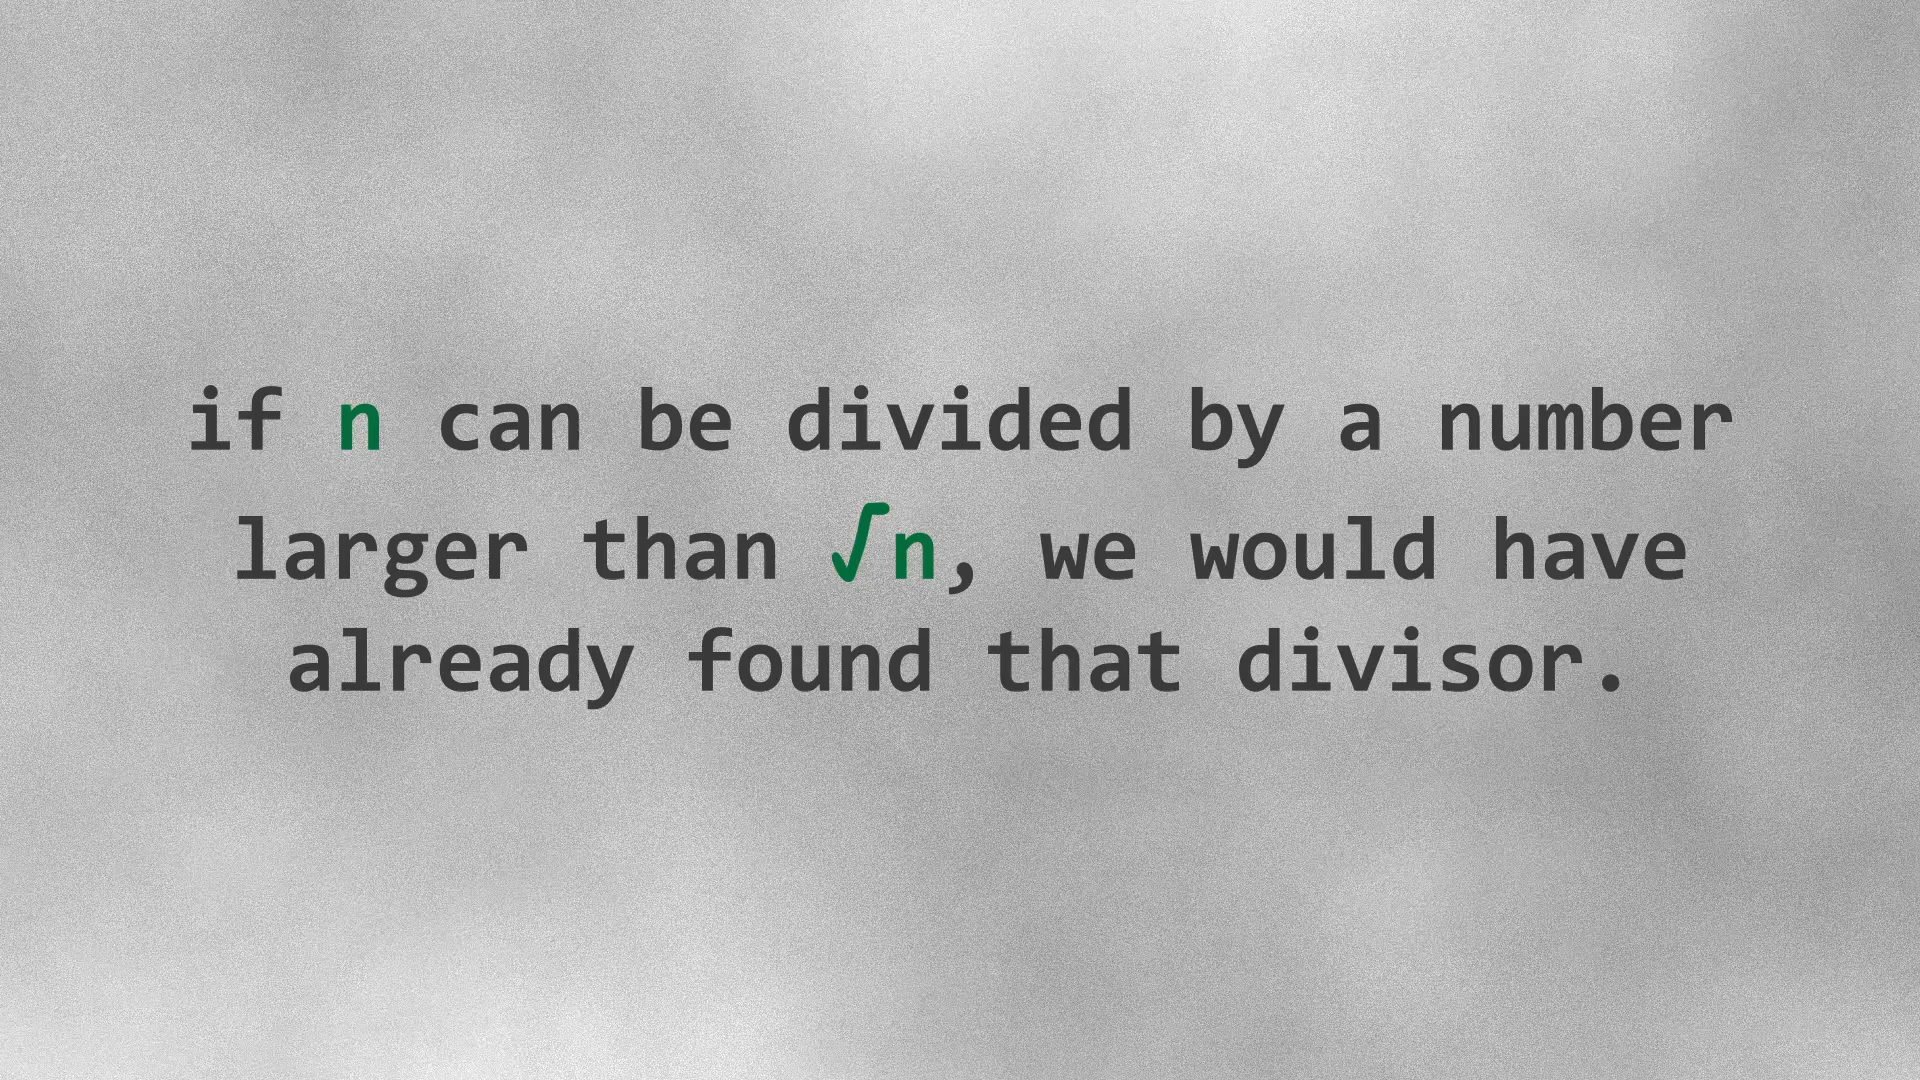 if n can be divided by a number
larger than √n, we would have
already found that divisor.